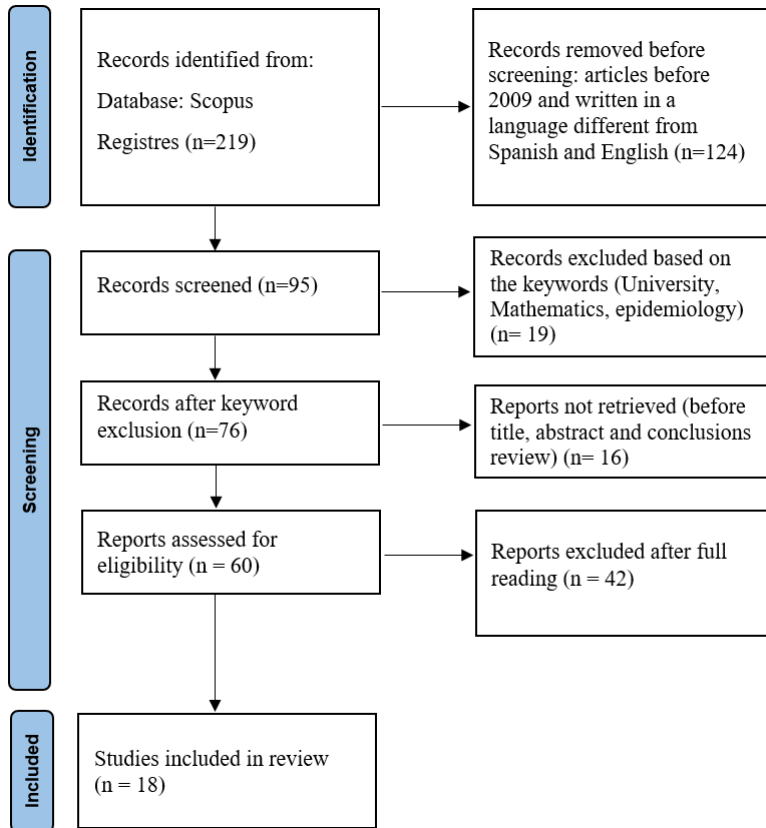 Identification
Records identified from:
Database: Scopus
Registres (n=219)
Records removed before
screening: articles before
2009 and written in a
language different from
Spanish and English (n=124)
Screening
Records screened (n=95)
Records excluded based on
the keywords (University,
Mathematics, epidemiology)
(n= 19)
Records after keyword
exclusion (n=76)
Reports not retrieved (before
title, abstract and conclusions
review) (n= 16)
Reports assessed for
eligibility (n = 60)
Reports excluded after full
reading (n = 42)
Included
Studies included in review
(n = 18)